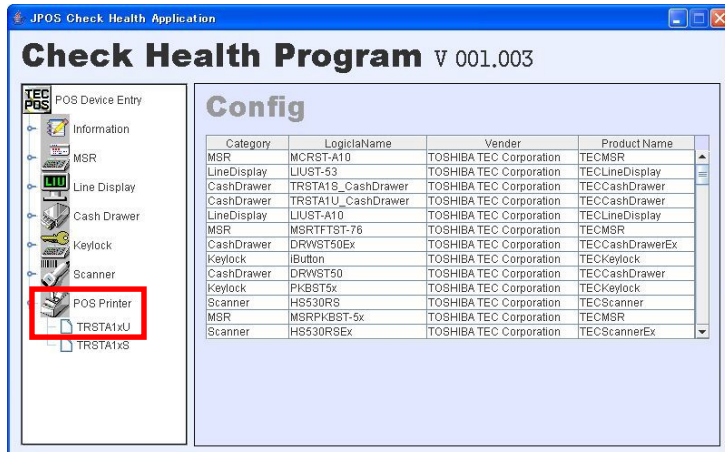 JPOS Check Health Application
Check Health Program V 001.003
TEC POS POS Device Entry
Information
MSR
LIU Line Display
Cash Drawer
Keylock
Scanner
POS Printer
TRSTA1xU
TRSTA1xS
Config
Category LogiclaName Vender Product Name
MSR MCRST-A10 TOSHIBA TEC Corporation TECMSR
LineDisplay LIUST-53 TOSHIBA TEC Corporation TECLineDisplay
CashDrawer TRSTA1S_CashDrawer TOSHIBA TEC Corporation TECCashDrawer
CashDrawer TRSTA1U_CashDrawer TOSHIBA TEC Corporation TECCashDrawer
LineDisplay LIUST-A10 TOSHIBA TEC Corporation TECLineDisplay
MSR MSRTFTST-76 TOSHIBA TEC Corporation TECMSR
CashDrawer DRWST50Ex TOSHIBA TEC Corporation TECCashDrawerEx
Keylock iButton TOSHIBA TEC Corporation TECKeylock
CashDrawer DRWST50 TOSHIBA TEC Corporation TECCashDrawer
Keylock PKBST5x TOSHIBA TEC Corporation TECKeylock
Scanner HS530RS TOSHIBA TEC Corporation TECScanner
MSR MSRPKBST-5x TOSHIBA TEC Corporation TECMSR
Scanner HS530RSEx TOSHIBA TEC Corporation TECScannerEx